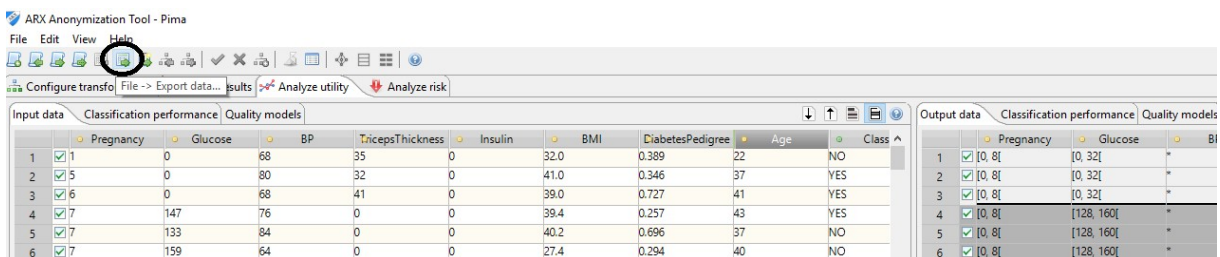 ARX Anonymization Tool - Pima
File Edit View Help
Configure transfo File -> Export data... sults Analyze utility Analyze risk
Input data Classification performance Quality models Output data Classification performance Quality models
Pregnancy Glucose BP TricepsThickness Insulin BMI DiabetesPedigree Age Class Pregnancy Glucose
1 1 0 68 35 0 32.0 0.389 22 NO 1 [0, 8[ [0, 32[ *
2 5 0 80 32 0 41.0 0.346 37 YES 2 [0, 8[ [0, 32[ *
3 6 0 68 41 0 39.0 0.727 41 YES 3 [0, 8[ [0, 32[ *
4 7 147 76 0 0 39.4 0.257 43 YES 4 [0, 8[ [128, 160[ *
5 7 133 84 0 0 40.2 0.696 37 NO 5 [0, 8[ [128, 160[ *
6 7 159 64 0 0 27.4 0.294 40 NO 6 [0, 8[ [128, 160[ *